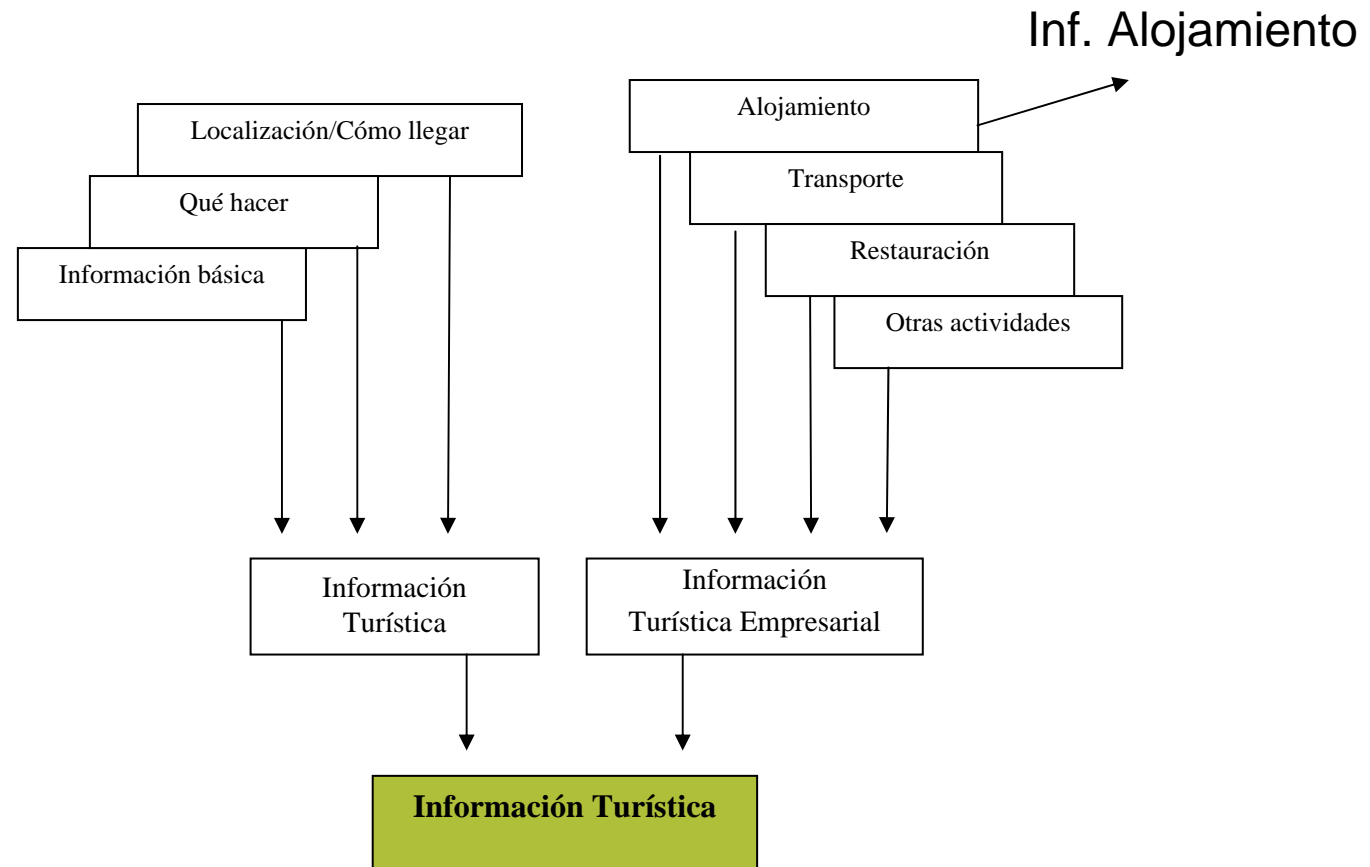 Inf. Alojamiento
Localización/Cómo llegar
Qué hacer
Información básica
Alojamiento
Transporte
Restauración
Otras actividades
Información
Turística
Información
Turística Empresarial
Información Turística